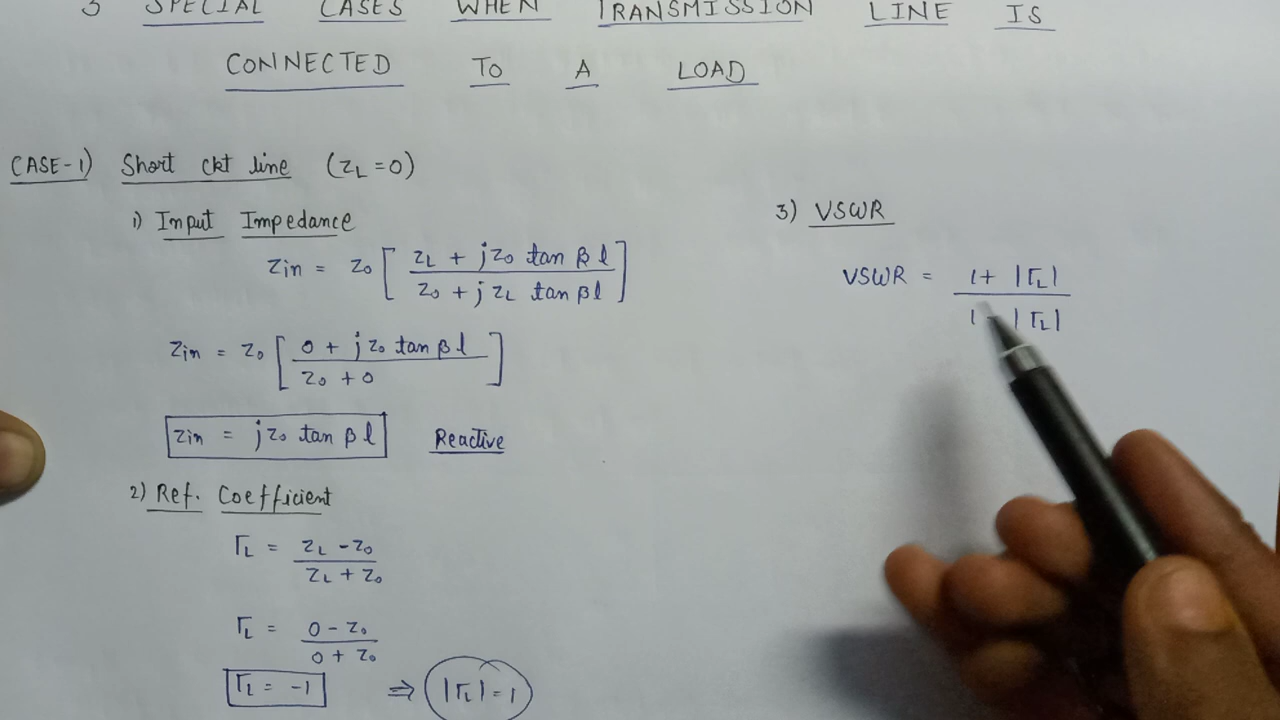 3 SPECIAL CASES WHEN TRANSMISSION LINE IS
CONNECTED TO A LOAD
CASE-1) Short ckt line (ZL=0)
1) Input Impedance
Zin = Z0 [ ZL + jZ0 tan βl / Z0 + jZL tan βl ]
Zin = Z0 [ 0 + jZ0 tan βl / Z0 + 0 ]
Zin = jZ0 tan βl Reactive
2) Ref. Coefficient
ΓL = ZL - Z0 / ZL + Z0
ΓL = 0 - Z0 / 0 + Z0
ΓL = -1 ⇒ |ΓL| = 1
3) VSWR
VSWR = 1 + |ΓL| / 1 - |ΓL|